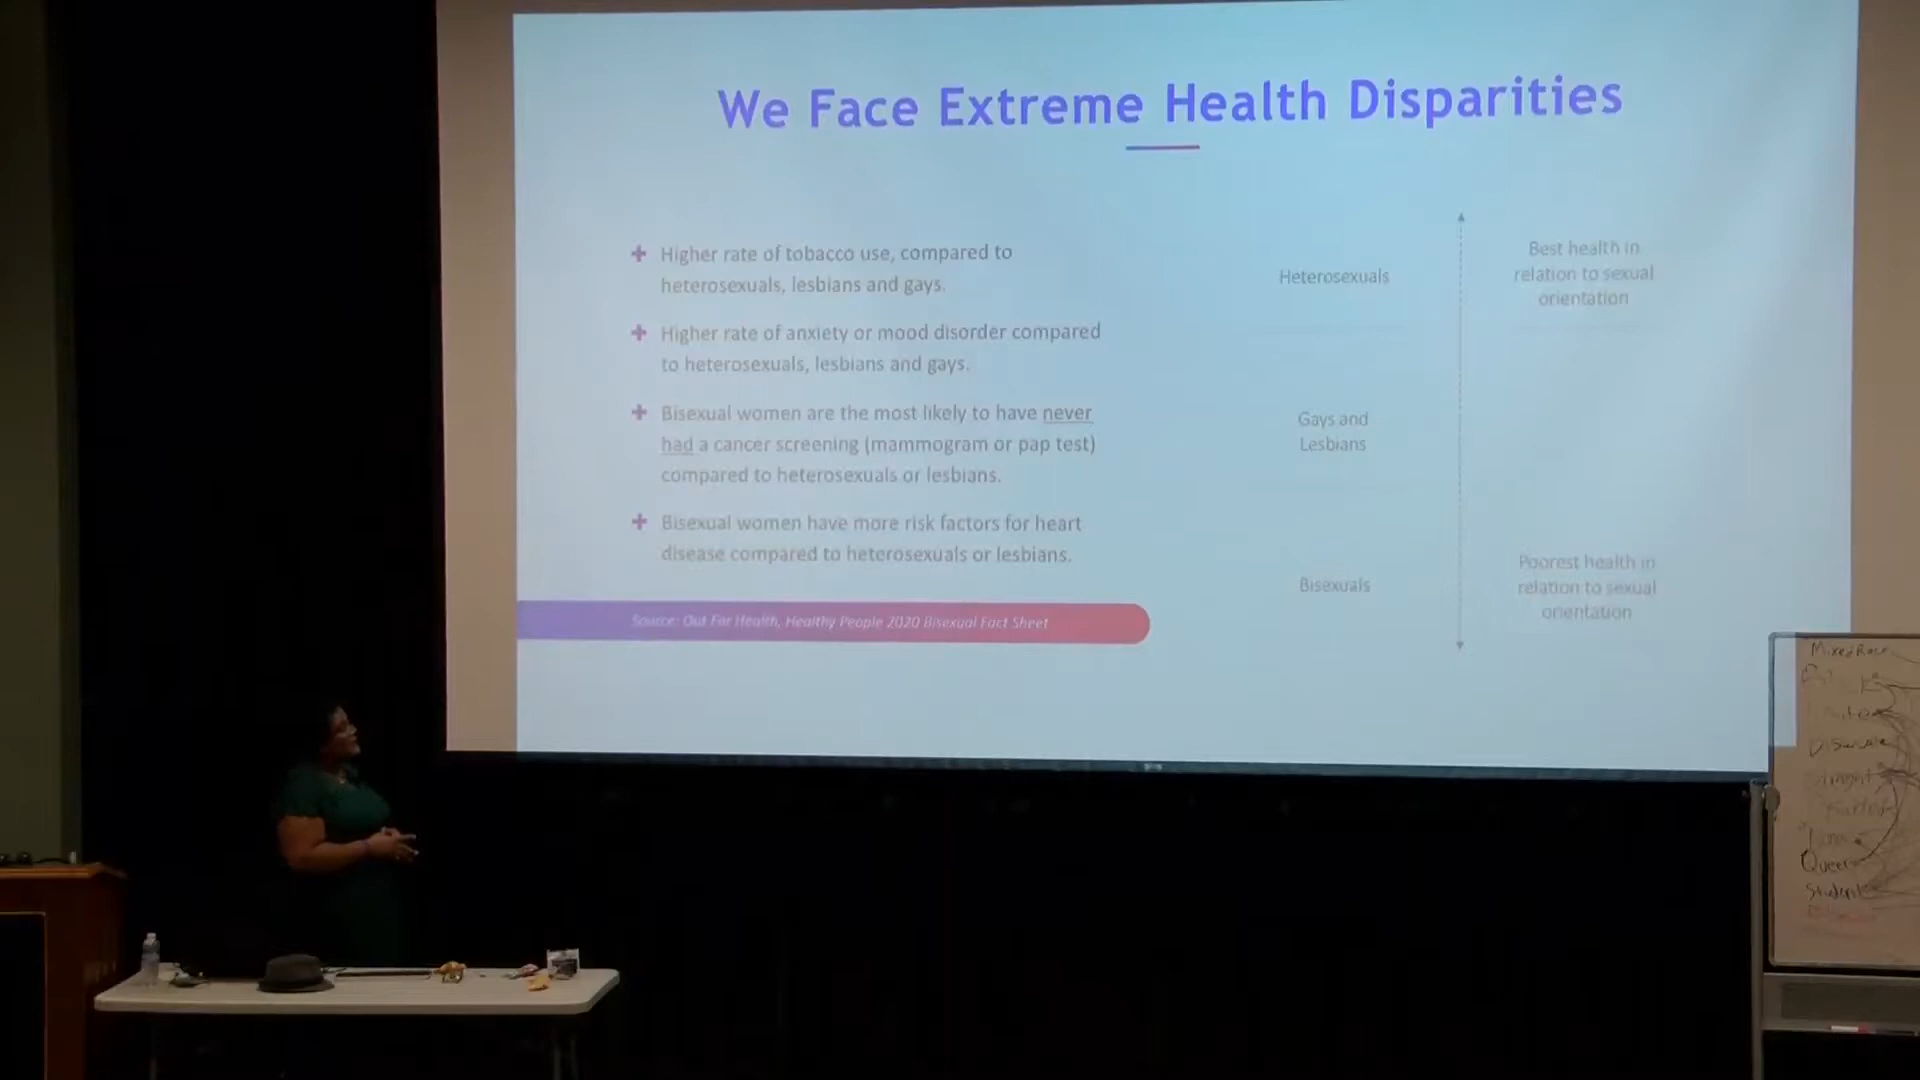 We Face Extreme Health Disparities
Higher rate of tobacco use, compared to
heterosexuals, lesbians and gays.
Higher rate of anxiety or mood disorder compared
to heterosexuals, lesbians and gays.
Bisexual women are the most likely to have never
had a cancer screening (mammogram or pap test)
compared to heterosexuals or lesbians.
Bisexual women have more risk factors for heart
disease compared to heterosexuals or lesbians.
Source: Out For Health, Healthy People 2020 Bisexual Fact Sheet
Heterosexuals
Gays and
Lesbians
Bisexuals
Best health in
relation to sexual
orientation
Poorest health in
relation to sexual
orientation
Mixed Race
Queer
Student